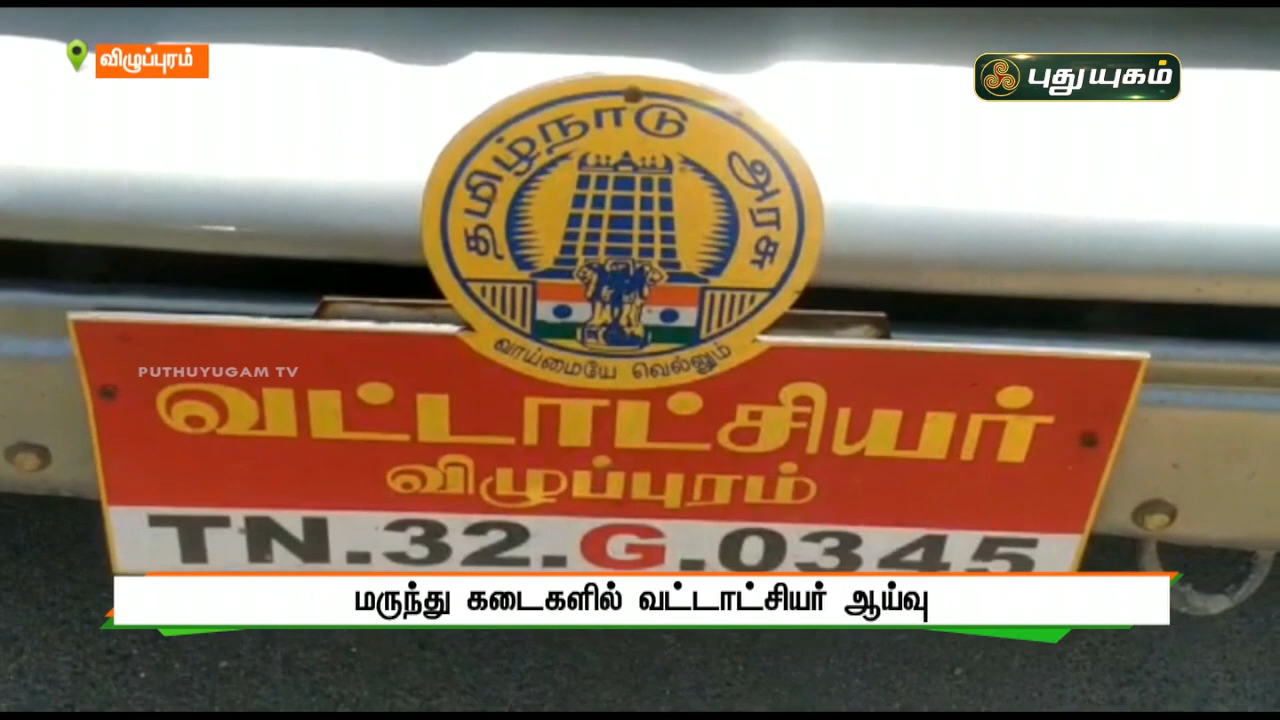 விழுப்புரம்
புதுயுகம்
தமிழ்நாடு அரசு
வாய்மையே வெல்லும்
PUTHUYUGAM TV
வட்டாட்சியர்
விழுப்புரம்
TN.32.G.0345
மருந்து கடைகளில் வட்டாட்சியர் ஆய்வு